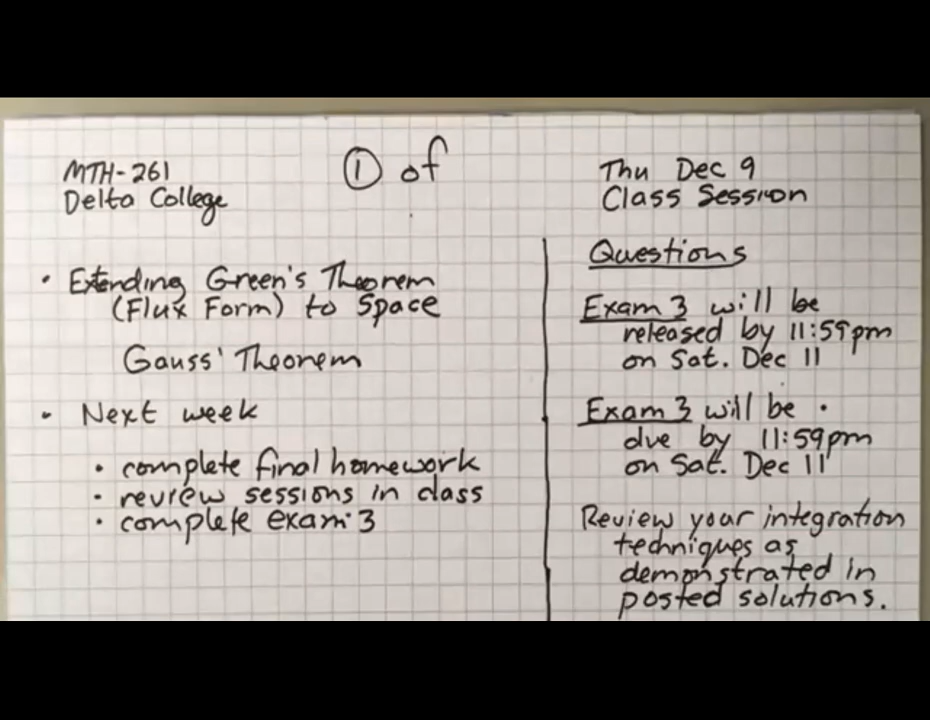 MTH-261
Delta College
① of
Thu Dec 9
Class Session
• Extending Green's Theorem
(Flux Form) to Space
Gauss' Theorem
• Next week
• complete final homework
• review sessions in class
• complete exam 3
Questions
Exam 3 will be
released by 11:59pm
on Sat. Dec 11
Exam 3 will be
due by 11:59pm
on Sat. Dec 11
Review your integration
techniques as
demonstrated in
posted solutions.